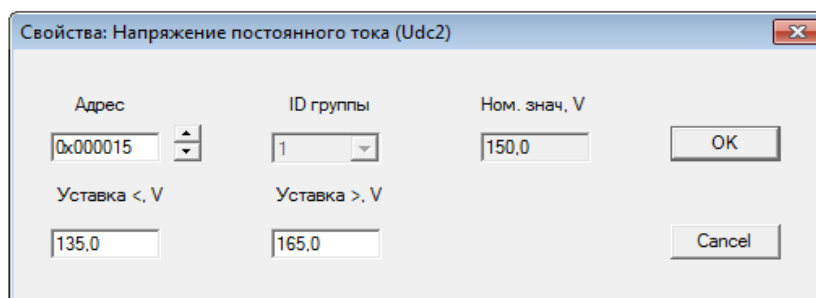 Свойства: Напряжение постоянного тока (Udc2)
Адрес ID группы Ном. знач, V
0x000015 1 150,0 OK
Уставка <, V Уставка >, V
135,0 165,0 Cancel